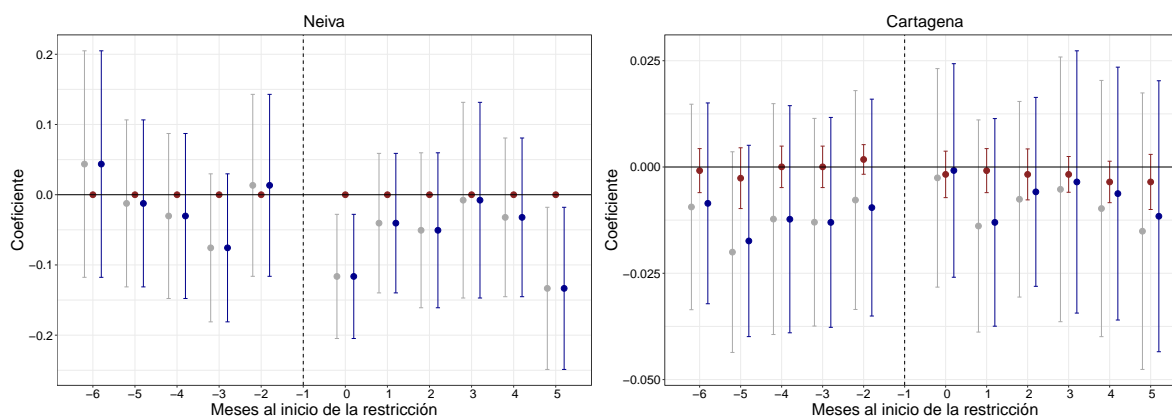 Neiva
0.2
0.1
0.0
−0.1
−0.2
Coeficiente
−6 −5 −4 −3 −2 −1 0 1 2 3 4 5
Meses al inicio de la restricción
Cartagena
0.025
0.000
−0.025
−0.050
Coeficiente
−6 −5 −4 −3 −2 −1 0 1 2 3 4 5
Meses al inicio de la restricción